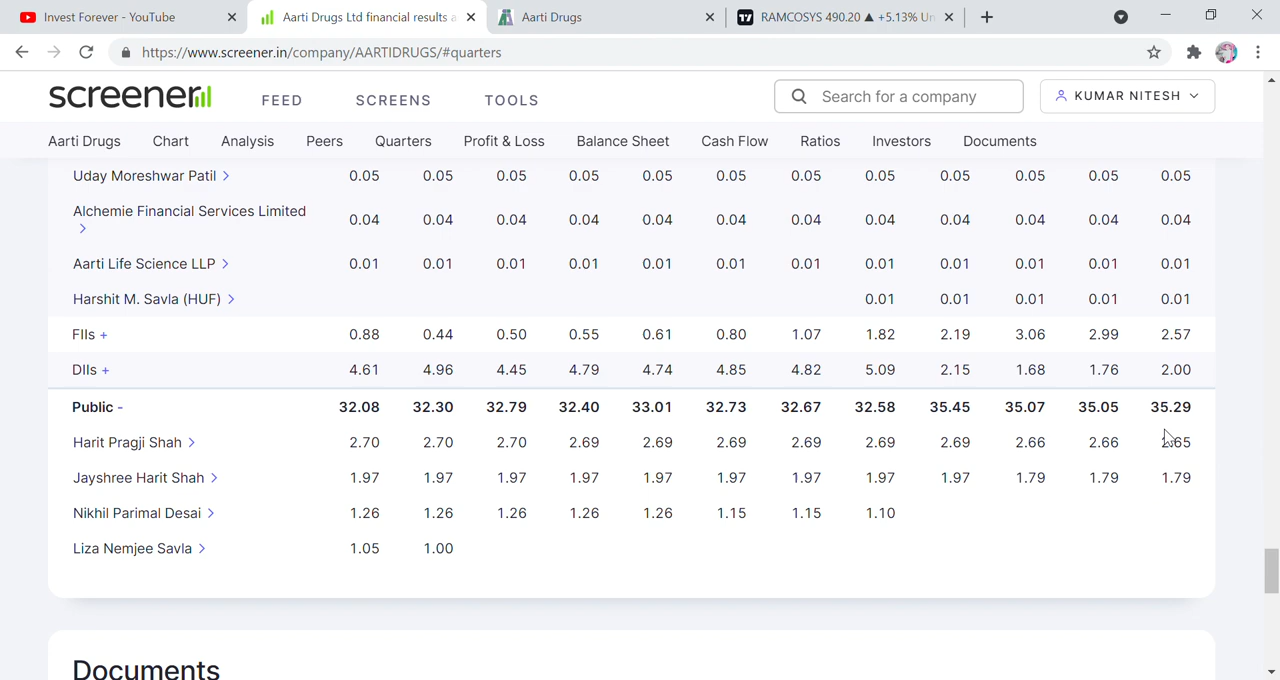 Invest Forever - YouTube
Aarti Drugs Ltd financial results a
Aarti Drugs
RAMCOSYS 490.20 ▲ +5.13% Un
https://www.screener.in/company/AARTIDRUGS/#quarters
screener
FEED SCREENS TOOLS
Search for a company
KUMAR NITESH
Aarti Drugs Chart Analysis Peers Quarters Profit & Loss Balance Sheet Cash Flow Ratios Investors Documents
Uday Moreshwar Patil > 0.05 0.05 0.05 0.05 0.05 0.05 0.05 0.05 0.05 0.05 0.05 0.05
Alchemie Financial Services Limited
> 0.04 0.04 0.04 0.04 0.04 0.04 0.04 0.04 0.04 0.04 0.04 0.04
Aarti Life Science LLP > 0.01 0.01 0.01 0.01 0.01 0.01 0.01 0.01 0.01 0.01 0.01 0.01
Harshit M. Savla (HUF) > 0.01 0.01 0.01 0.01 0.01
FIIs + 0.88 0.44 0.50 0.55 0.61 0.80 1.07 1.82 2.19 3.06 2.99 2.57
DIIs + 4.61 4.96 4.45 4.79 4.74 4.85 4.82 5.09 2.15 1.68 1.76 2.00
Public - 32.08 32.30 32.79 32.40 33.01 32.73 32.67 32.58 35.45 35.07 35.05 35.29
Harit Pragji Shah > 2.70 2.70 2.70 2.69 2.69 2.69 2.69 2.69 2.69 2.66 2.66 2.65
Jayshree Harit Shah > 1.97 1.97 1.97 1.97 1.97 1.97 1.97 1.97 1.97 1.79 1.79 1.79
Nikhil Parimal Desai > 1.26 1.26 1.26 1.26 1.26 1.15 1.15 1.10
Liza Nemjee Savla > 1.05 1.00
Documents